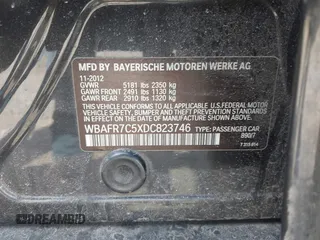 MFD BY BAYERISCHE MOTOREN WERKE AG
11-2012
GVWR 5181 lbs 2350 kg
GAWR FRONT 2491 lbs 1130 kg
GAWR REAR 2910 lbs 1320 kg
THIS VEHICLE CONFORMS TO ALL APPLICABLE U.S.FEDERAL
MOTOR VEHICLE SAFETY, BUMPER, AND THEFT PREVENTION
STANDARDS IN EFFECT ON THE DATE OF MANUFACTURE
SHOWN ABOVE.
WBAFR7C5XDC823746 TYPE: PASSENGER CAR
890/7
DREAMBID